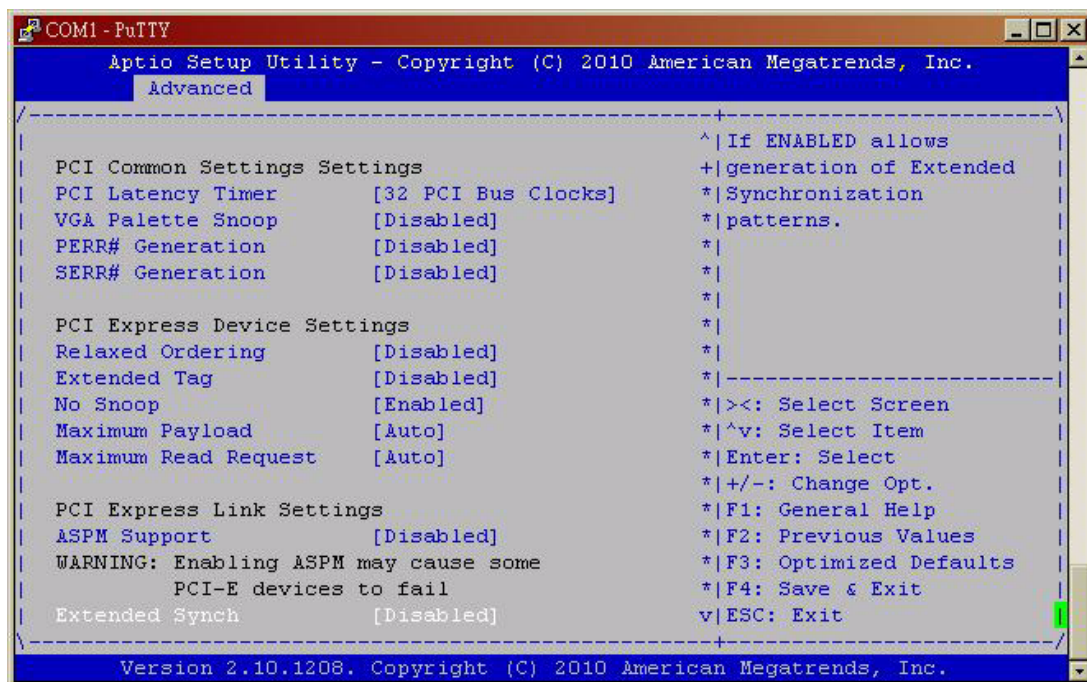 COM1 - PuTTY
Aptio Setup Utility - Copyright (C) 2010 American Megatrends, Inc.
Advanced
/-----------------------------------------------------+-------------------------\
|                                                     ^|If ENABLED allows        |
|  PCI Common Settings Settings                       +|generation of Extended   |
|  PCI Latency Timer       [32 PCI Bus Clocks]        *|Synchronization          |
|  VGA Palette Snoop       [Disabled]                 *|patterns.                |
|  PERR# Generation        [Disabled]                 *|                         |
|  SERR# Generation        [Disabled]                 *|                         |
|                                                     *|                         |
|  PCI Express Device Settings                        *|                         |
|  Relaxed Ordering        [Disabled]                 *|                         |
|  Extended Tag            [Disabled]                 *|-------------------------|
|  No Snoop                [Enabled]                  *|><: Select Screen        |
|  Maximum Payload         [Auto]                     *|^v: Select Item          |
|  Maximum Read Request    [Auto]                     *|Enter: Select            |
|                                                     *|+/-: Change Opt.         |
|  PCI Express Link Settings                          *|F1: General Help         |
|  ASPM Support            [Disabled]                 *|F2: Previous Values      |
|  WARNING: Enabling ASPM may cause some              *|F3: Optimized Defaults   |
|           PCI-E devices to fail                     *|F4: Save & Exit          |
|  Extended Synch          [Disabled]                 v|ESC: Exit                |
\-----------------------------------------------------+-------------------------/
Version 2.10.1208. Copyright (C) 2010 American Megatrends, Inc.